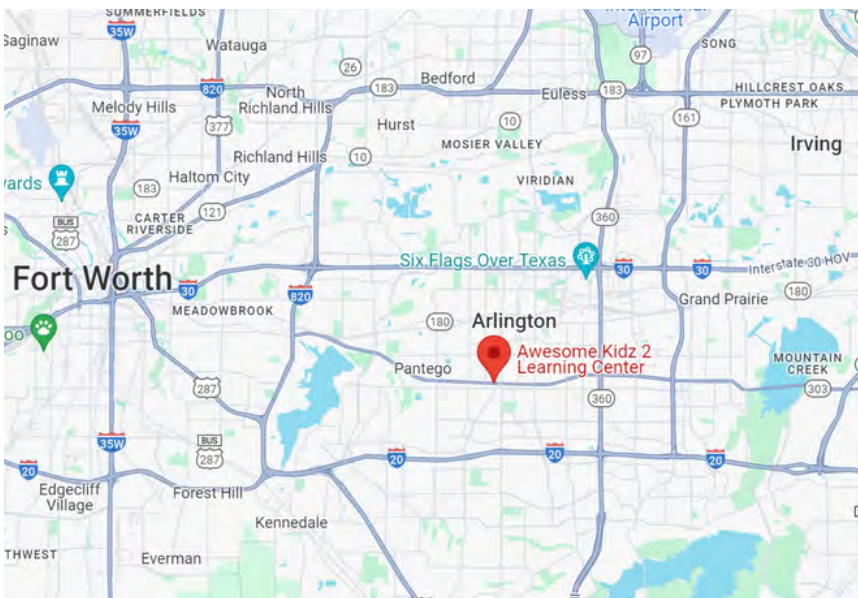 SUMMERFIELDS
International
Airport
35W
Saginaw
Watauga
SONG
97
26
Bedford
820
183
183
HILLCREST OAKS
North
Richland Hills
Euless
PLYMOTH PARK
Melody Hills
35W
377
161
Hurst
10
MOSIER VALLEY
Irving
Richland Hills
10
Haltom City
VIRIDIAN
wards
183
121
360
BUS
287
CARTER
RIVERSIDE
Six Flags Over Texas
30
30
Interstate 30 HOV
Fort Worth
30
820
Grand Prairie
180
MEADOWBROOK
180
Arlington
oo
Awesome Kidz 2
Learning Center
Pantego
MOUNTAIN
CREEK
287
360
303
35W
BUS
287
20
20
20
20
Edgecliff
Village
Forest Hill
Kennedale
THWEST
Everman